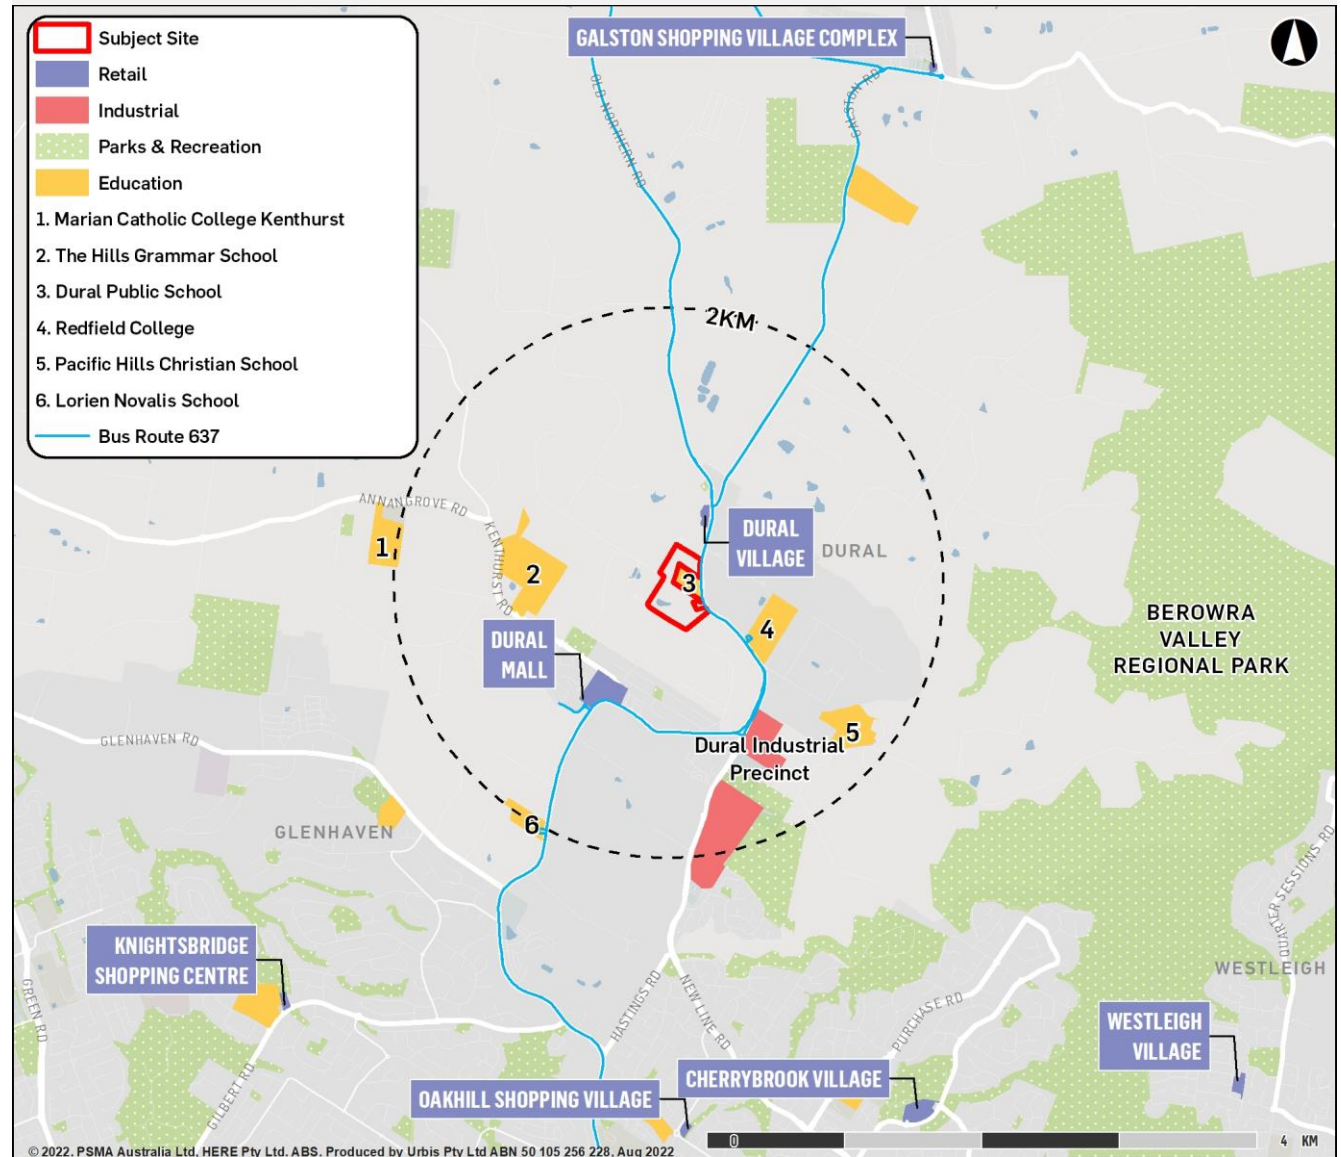 Subject Site
Retail
Industrial
Parks & Recreation
Education
1. Marian Catholic College Kenthurst
2. The Hills Grammar School
3. Dural Public School
4. Redfield College
5. Pacific Hills Christian School
6. Lorien Novalis School
Bus Route 637
GALSTON SHOPPING VILLAGE COMPLEX
OLD NORTHERN RD
GALSTON RD
2KM
ANNANGROVE RD
KENTHURST RD
1
2
3
4
5
6
DURAL
VILLAGE
DURAL
DURAL
MALL
BEROWRA
VALLEY
REGIONAL PARK
Dural Industrial
Precinct
GLENHAVEN RD
GLENHAVEN
KNIGHTSBRIDGE
SHOPPING CENTRE
GREEN RD
GILBERT RD
HASTINGS RD
NEW LINE RD
PURCHASE RD
QUARTER SESSIONS RD
WESTLEIGH
WESTLEIGH
VILLAGE
CHERRYBROOK VILLAGE
OAKHILL SHOPPING VILLAGE
0
4 KM
© 2022. PSMA Australia Ltd, HERE Pty Ltd. ABS. Produced by Urbis Pty Ltd ABN 50 105 256 228, Aug 2022